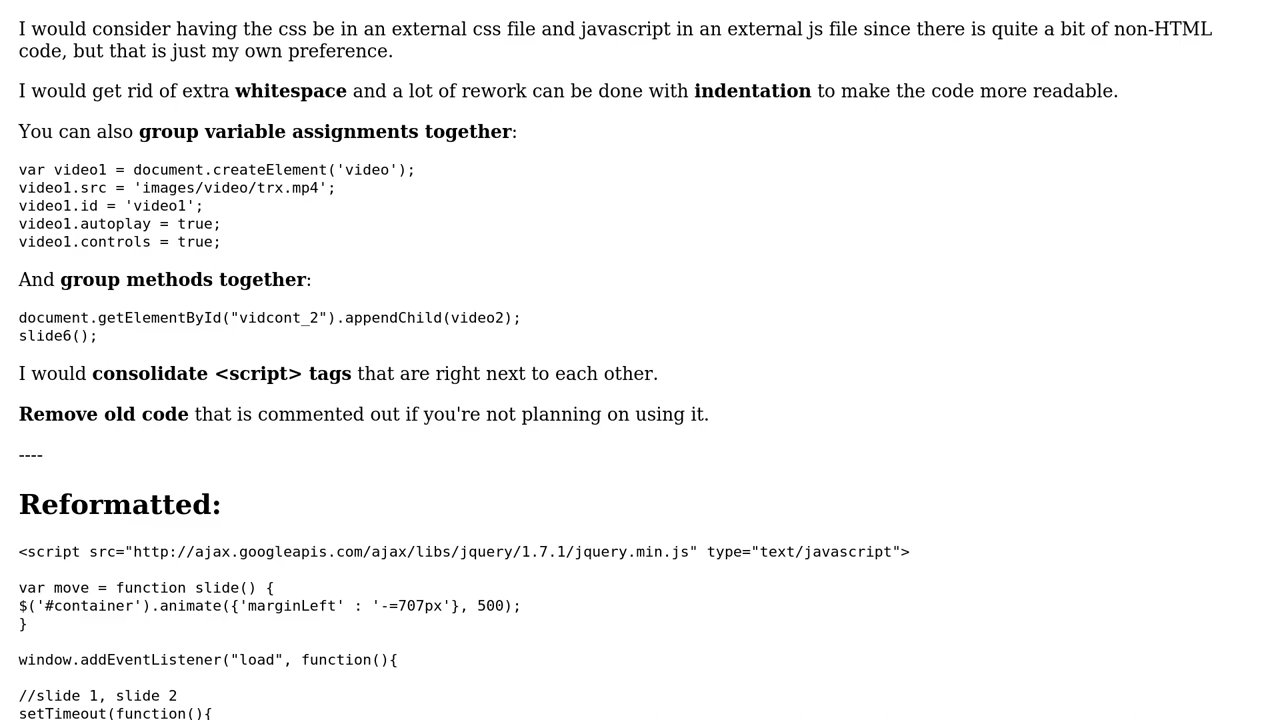 I would consider having the css be in an external css file and javascript in an external js file since there is quite a bit of non-HTML
code, but that is just my own preference.
I would get rid of extra whitespace and a lot of rework can be done with indentation to make the code more readable.
You can also group variable assignments together:
var video1 = document.createElement('video');
video1.src = 'images/video/trx.mp4';
video1.id = 'video1';
video1.autoplay = true;
video1.controls = true;
And group methods together:
document.getElementById("vidcont_2").appendChild(video2);
slide6();
I would consolidate <script> tags that are right next to each other.
Remove old code that is commented out if you're not planning on using it.
----
Reformatted:
<script src="http://ajax.googleapis.com/ajax/libs/jquery/1.7.1/jquery.min.js" type="text/javascript">
var move = function slide() {
$('#container').animate({'marginLeft' : '-=707px'}, 500);
}
window.addEventListener("load", function(){
//slide 1, slide 2
setTimeout(function(){